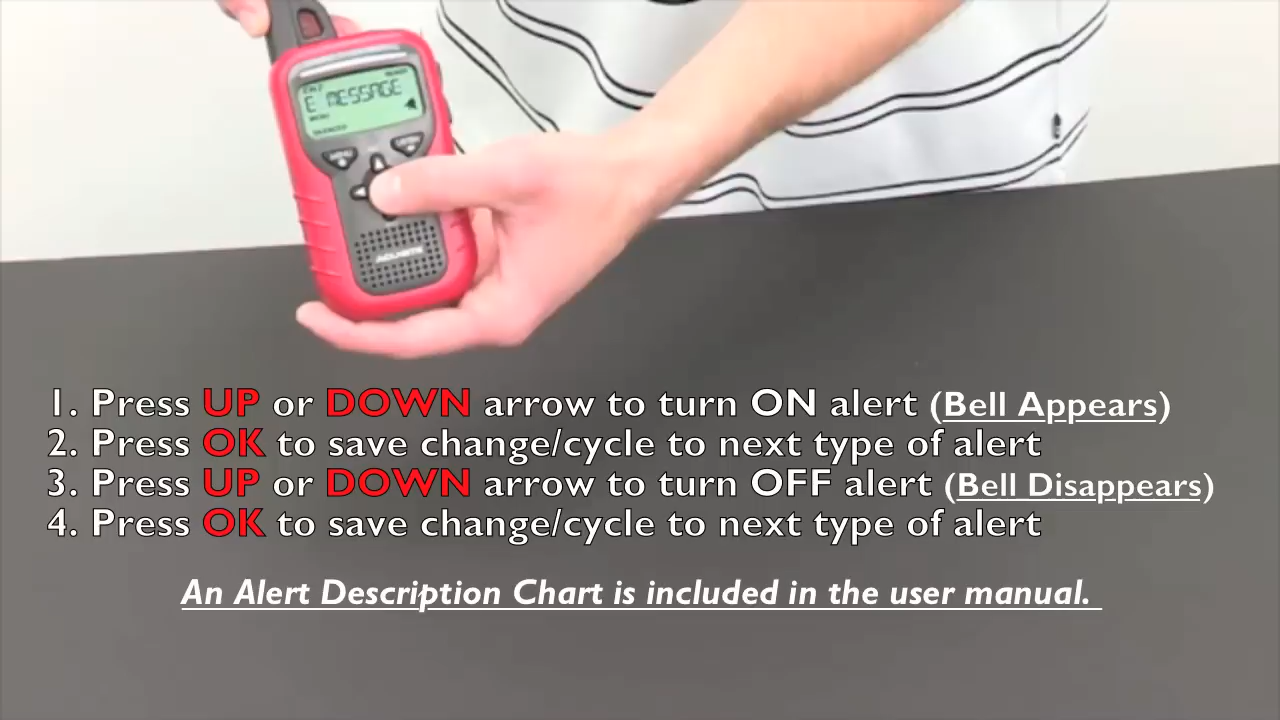 E MESSAGE
MENU
ACURITE
1. Press UP or DOWN arrow to turn ON alert (Bell Appears)
2. Press OK to save change/cycle to next type of alert
3. Press UP or DOWN arrow to turn OFF alert (Bell Disappears)
4. Press OK to save change/cycle to next type of alert
An Alert Description Chart is included in the user manual.